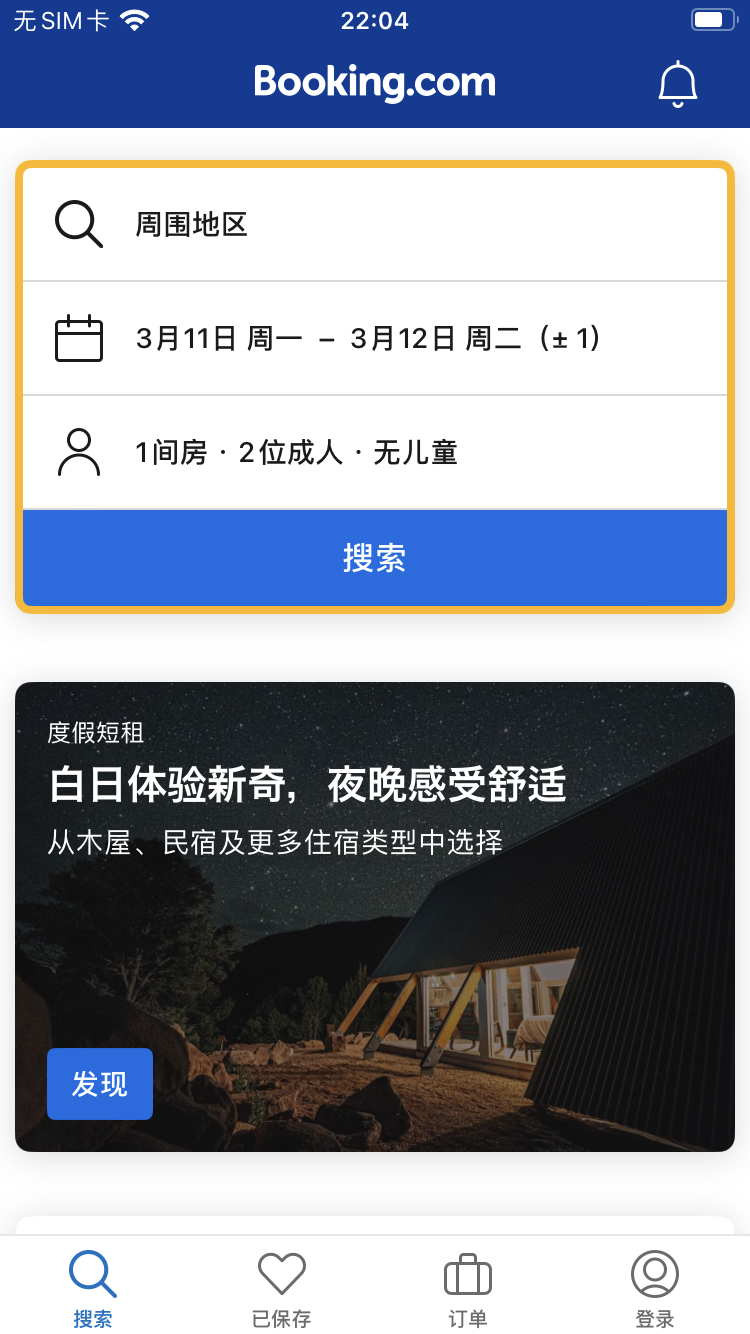 无SIM卡
22:04
Booking.com
周围地区
3月11日 周一 – 3月12日 周二（± 1）
1间房 · 2位成人 · 无儿童
搜索
度假短租
白日体验新奇，夜晚感受舒适
从木屋、民宿及更多住宿类型中选择
发现
搜索
已保存
订单
登录